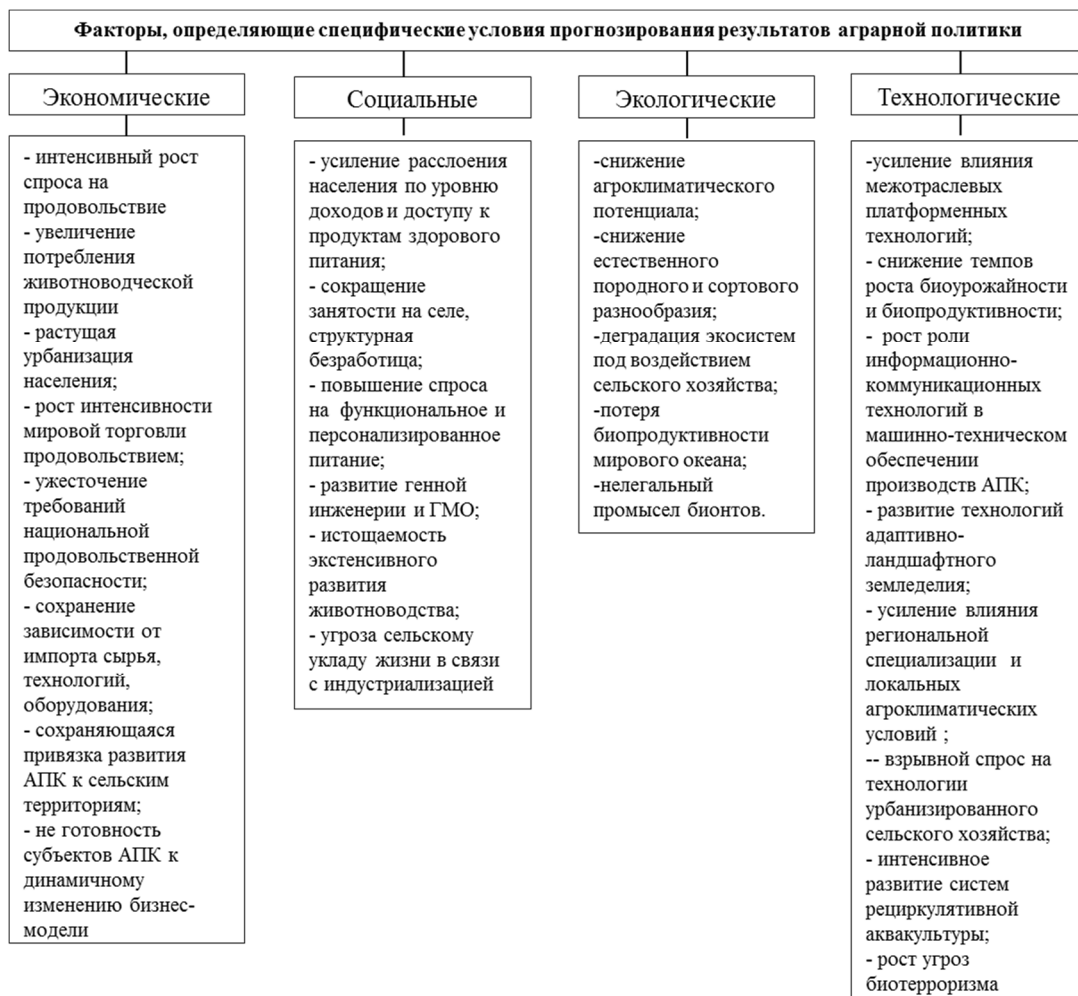 Факторы, определяющие специфические условия прогнозирования результатов аграрной политики
Экономические
- интенсивный рост
спроса на
продовольствие
- увеличение
потребления
животноводческой
продукции
- растущая
урбанизация
населения;
- рост интенсивности
мировой торговли
продовольствием;
- ужесточение
требований
национальной
продовольственной
безопасности;
- сохранение
зависимости от
импорта сырья,
технологий,
оборудования;
- сохраняющаяся
привязка развития
АПК к сельским
территориям;
- не готовность
субъектов АПК к
динамичному
изменению бизнес-
модели
Социальные
- усиление расслоения
населения по уровню
доходов и доступу к
продуктам здорового
питания;
- сокращение
занятости на селе,
структурная
безработица;
- повышение спроса
на функциональное и
персонализированное
питание;
- развитие генной
инженерии и ГМО;
- истощаемость
экстенсивного
развития
животноводства;
- угроза сельскому
укладу жизни в связи
с индустриализацией
Экологические
-снижение
агроклиматического
потенциала;
-снижение
естественного
породного и сортового
разнообразия;
-деградация экосистем
под воздействием
сельского хозяйства;
-потеря
биопродуктивности
мирового океана;
-нелегальный
промысел бионтов.
Технологические
-усиление влияния
межотраслевых
платформенных
технологий;
- снижение темпов
роста биоурожайности
и биопродуктивности;
- рост роли
информационно-
коммуникационных
технологий в
машинно-техническом
обеспечении
производств АПК;
- развитие технологий
адаптивно-
ландшафтного
земледелия;
- усиление влияния
региональной
специализации и
локальных
агроклиматических
условий ;
-- взрывной спрос на
технологии
урбанизированного
сельского хозяйства;
- интенсивное
развитие систем
рециркулятивной
аквакультуры;
- рост угроз
биотерроризма